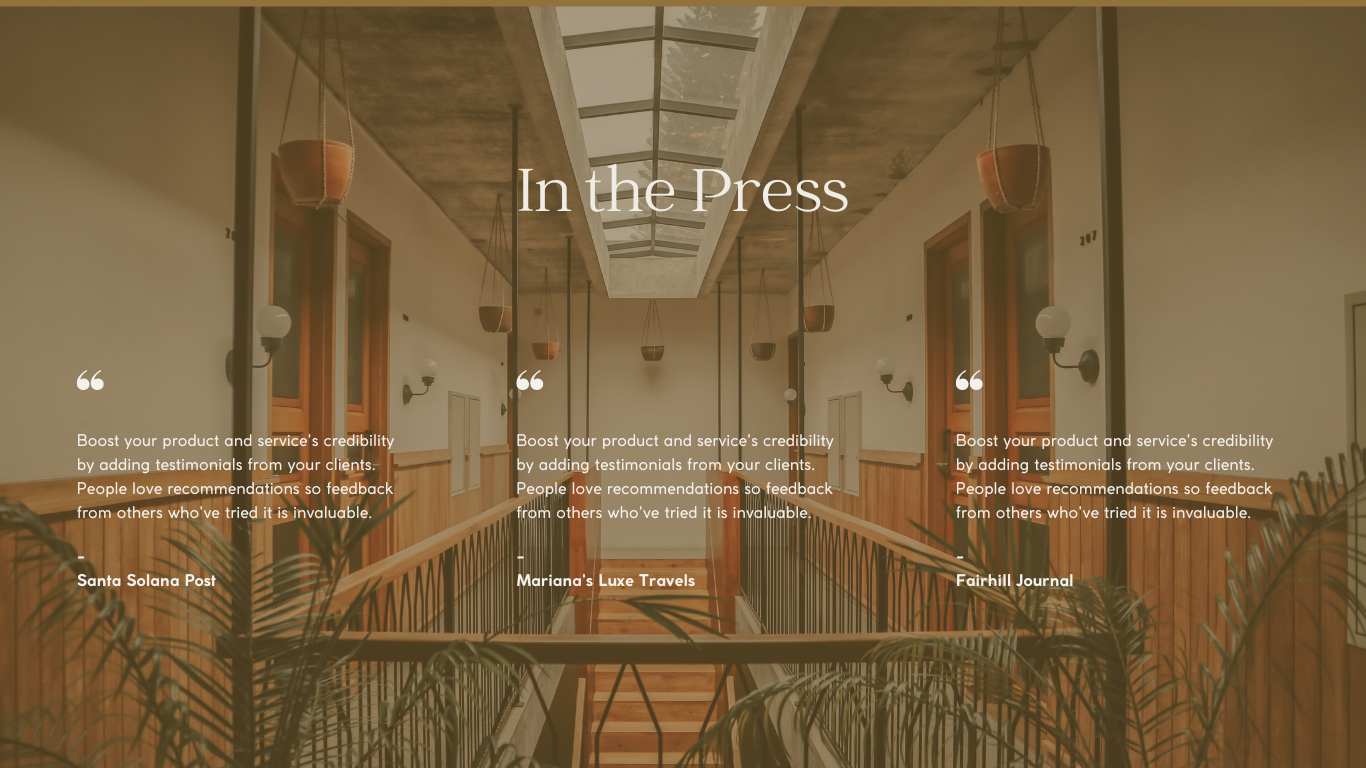 In the Press
Boost your product and service's credibility
by adding testimonials from your clients.
People love recommendations so feedback
from others who've tried it is invaluable.
-
Santa Solana Post
Boost your product and service's credibility
by adding testimonials from your clients.
People love recommendations so feedback
from others who've tried it is invaluable.
-
Mariana's Luxe Travels
Boost your product and service's credibility
by adding testimonials from your clients.
People love recommendations so feedback
from others who've tried it is invaluable.
-
Fairhill Journal
207